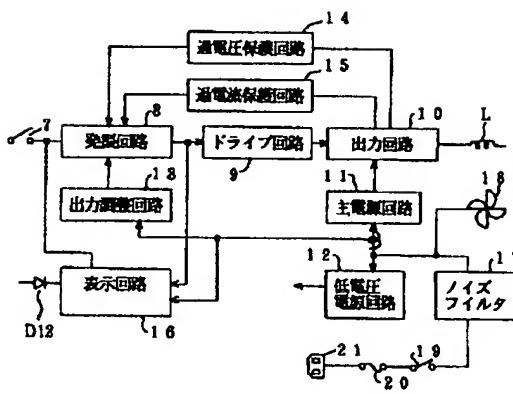 過電圧保護回路
14
過電流保護回路
15
7
8
発振回路
ドライブ回路
9
10
出力回路
L
13
出力調整回路
11
主電源回路
18
12
低電圧
電源回路
17
ノイズ
フィルタ
表示回路
D12
16
21
20
19